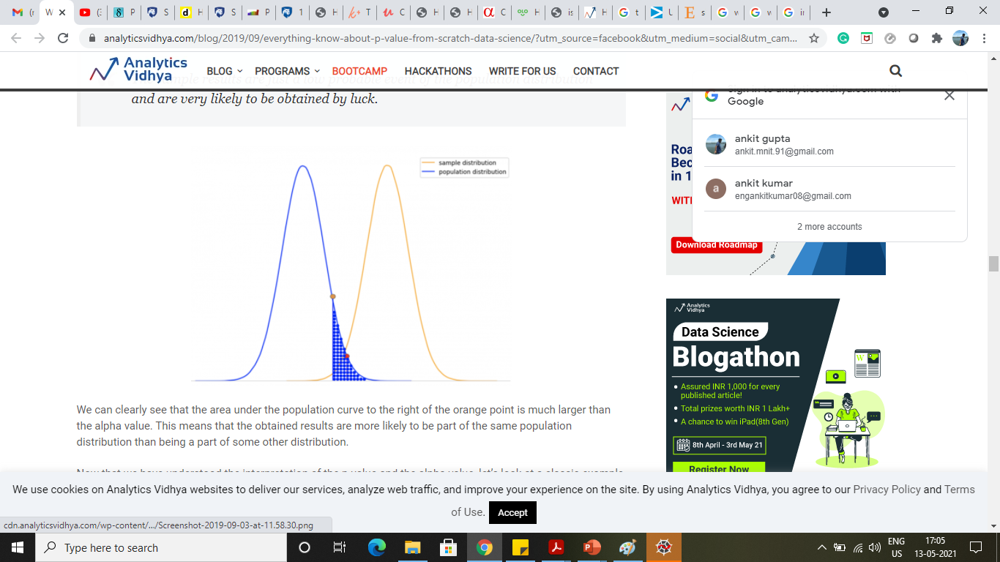 M (r
W
(3
P
S
d H
S
P
1
H
T
C
H
H
C
OLO H
is
H
G t
U
E s
G w
G w
G ir
analyticsvidhya.com/blog/2019/09/everything-know-about-p-value-from-scratch-data-science/?utm_source=facebook&utm_medium=social&utm_cam...
Analytics
Vidhya
BLOG
PROGRAMS
BOOTCAMP
HACKATHONS
WRITE FOR US
CONTACT
and are very likely to be obtained by luck.
sample distribution
population distribution
We can clearly see that the area under the population curve to the right of the orange point is much larger than
the alpha value. This means that the obtained results are more likely to be part of the same population
distribution than being a part of some other distribution.
Google
ankit gupta
ankit.mnit.91@gmail.com
a
ankit kumar
engankitkumar08@gmail.com
2 more accounts
Roa
Bec
in 1
WITH
Download Roadmap
Analytics
Vidhya
Data Science
Blogathon
Assured INR 1,000 for every
published article!
Total prizes worth INR 1 Lakh+
A chance to win iPad(8th Gen)
8th April - 3rd May 21
Register Now
W
We use cookies on Analytics Vidhya websites to deliver our services, analyze web traffic, and improve your experience on the site. By using Analytics Vidhya, you agree to our Privacy Policy and Terms
of Use. Accept
cdn.analyticsvidhya.com/wp-content/.../Screenshot-2019-09-03-at-11.58.30.png
Type here to search
ENG
US
17:05
13-05-2021